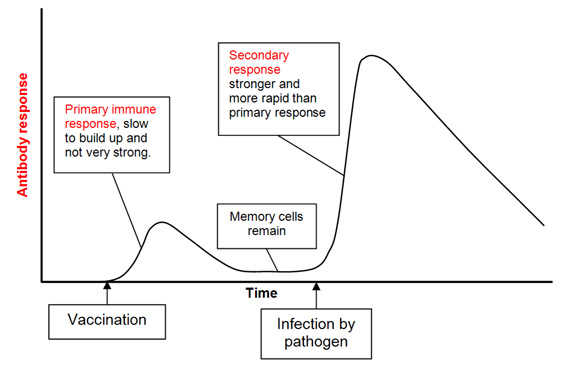 Antibody response
Secondary
response
stronger and
more rapid than
primary response
Primary immune
response, slow
to build up and
not very strong.
Memory cells
remain
Time
Vaccination
Infection by
pathogen